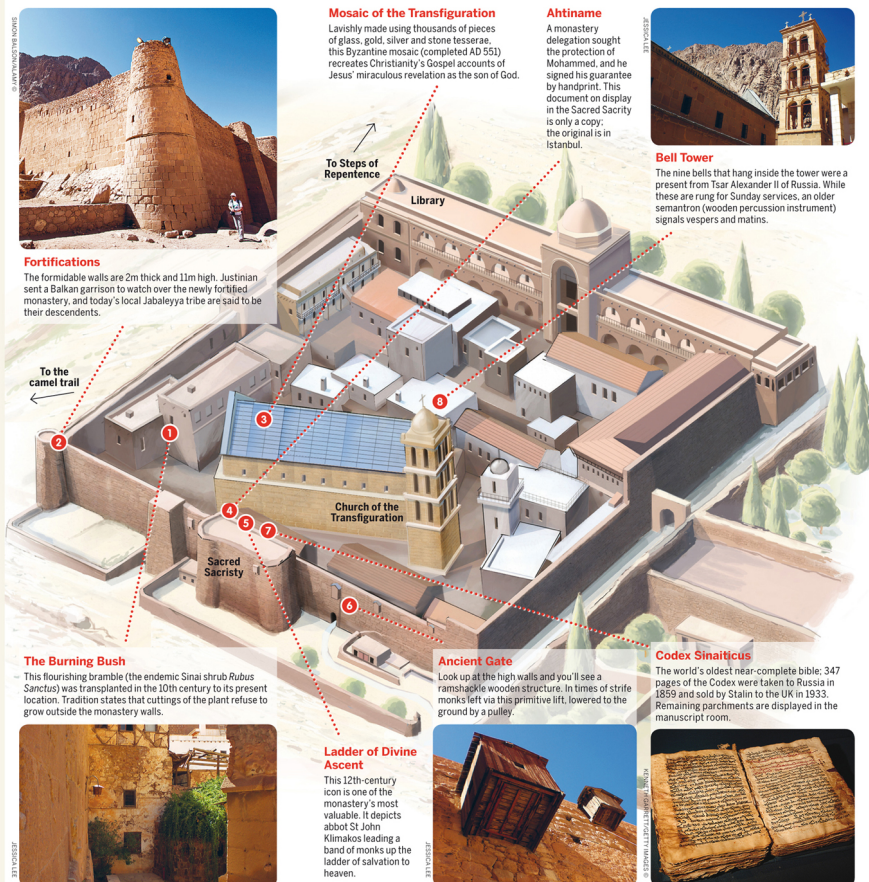 SIMON BALSON/ALAMY ©
Fortifications
The formidable walls are 2m thick and 11m high. Justinian
sent a Balkan garrison to watch over the newly fortified
monastery, and today's local Jabaleyya tribe are said to be
their descendents.
Mosaic of the Transfiguration
Lavishly made using thousands of pieces
of glass, gold, silver and stone tesserae,
this Byzantine mosaic (completed AD 551)
recreates Christianity's Gospel accounts of
Jesus' miraculous revelation as the son of God.
Ahtiname
A monastery
delegation sought
the protection of
Mohammed, and he
signed his guarantee
by handprint. This
document on display
in the Sacred Sacrity
is only a copy;
the original is in
Istanbul.
JESSICA LEE
Bell Tower
The nine bells that hang inside the tower were a
present from Tsar Alexander II of Russia. While
these are rung for Sunday services, an older
semantron (wooden percussion instrument)
signals vespers and matins.
To Steps of
Repentence
Library
To the
camel trail
2
1
3
8
4
5
7
6
Church of the
Transfiguration
Sacred
Sacristy
The Burning Bush
This flourishing bramble (the endemic Sinai shrub Rubus
Sanctus) was transplanted in the 10th century to its present
location. Tradition states that cuttings of the plant refuse to
grow outside the monastery walls.
JESSICA LEE
Ladder of Divine
Ascent
This 12th-century
icon is one of the
monastery's most
valuable. It depicts
abbot St John
Klimakos leading a
band of monks up the
ladder of salvation to
heaven.
Ancient Gate
Look up at the high walls and you'll see a
ramshackle wooden structure. In times of strife
monks left via this primitive lift, lowered to the
ground by a pulley.
JESSICA LEE
Codex Sinaiticus
The world's oldest near-complete bible; 347
pages of the Codex were taken to Russia in
1859 and sold by Stalin to the UK in 1933.
Remaining parchments are displayed in the
manuscript room.
KENNETH GARRETT/GETTY IMAGES ©